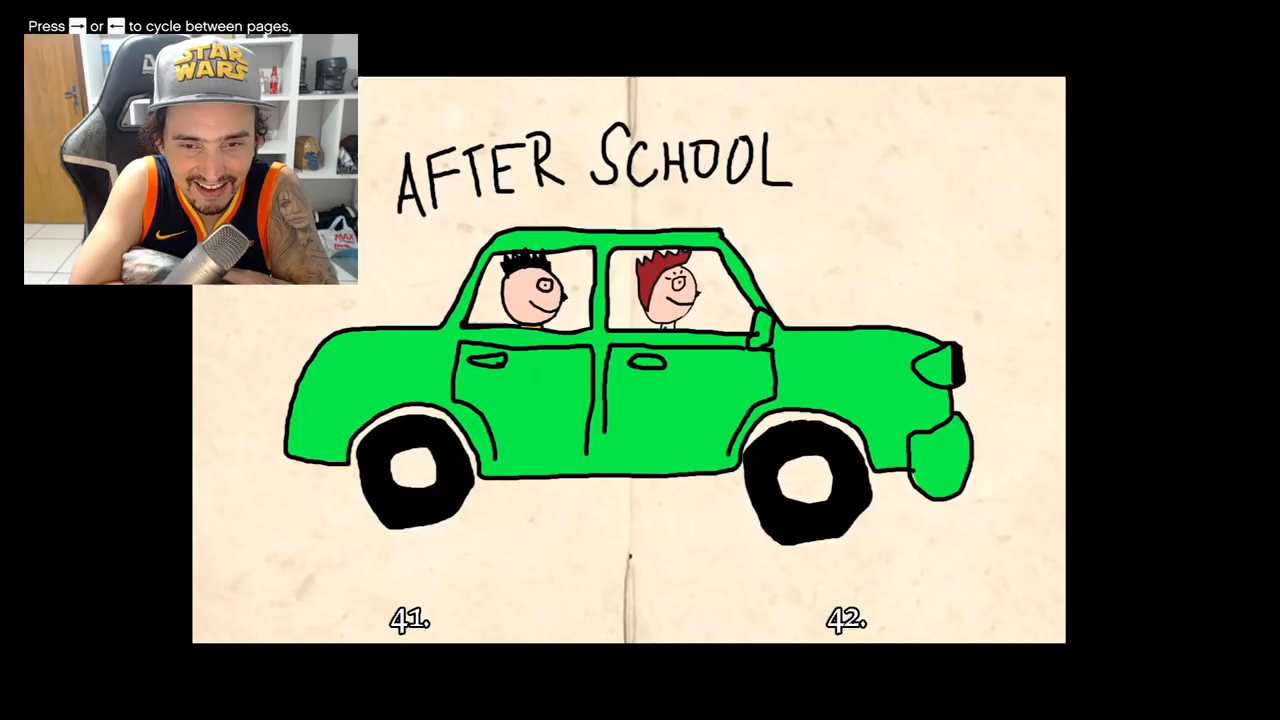 Press → or ← to cycle between pages,
STAR
WARS
AFTER SCHOOL
41.
42.